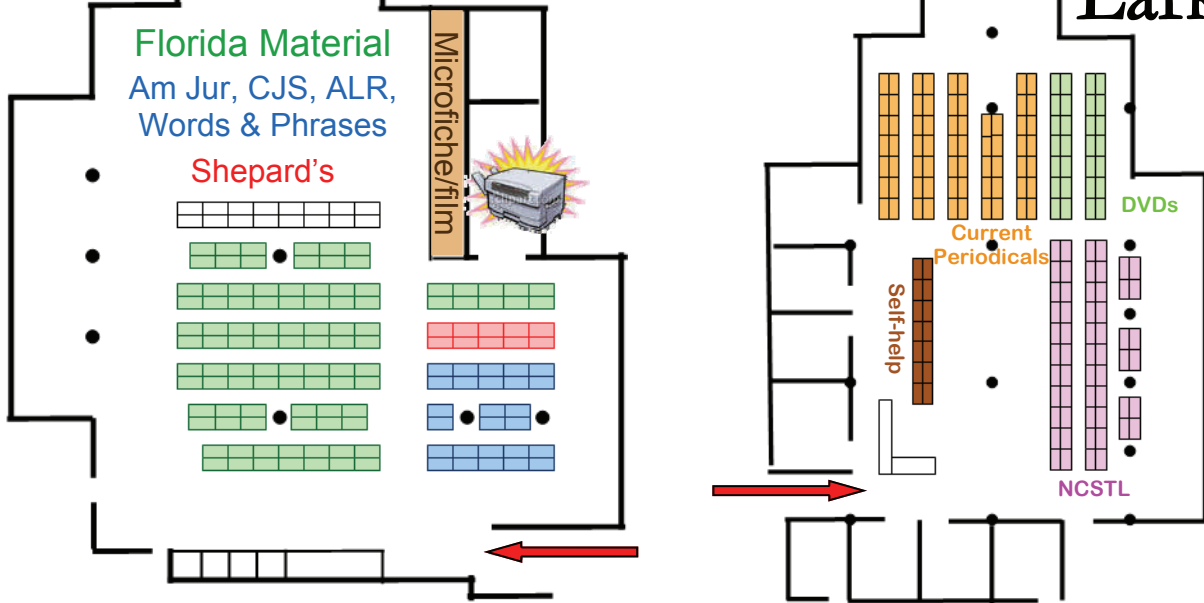 Florida Material
Am Jur, CJS, ALR,
Words & Phrases
Shepard's
Microfiche/film
DVDs
Current
Periodicals
Self-help
NCSTL